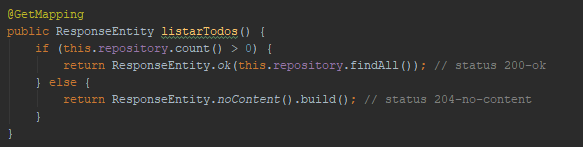 @GetMapping
public ResponseEntity listarTodos() {
    if (this.repository.count() > 0) {
        return ResponseEntity.ok(this.repository.findAll()); // status 200-ok
    } else {
        return ResponseEntity.noContent().build(); // status 204-no-content
    }
}